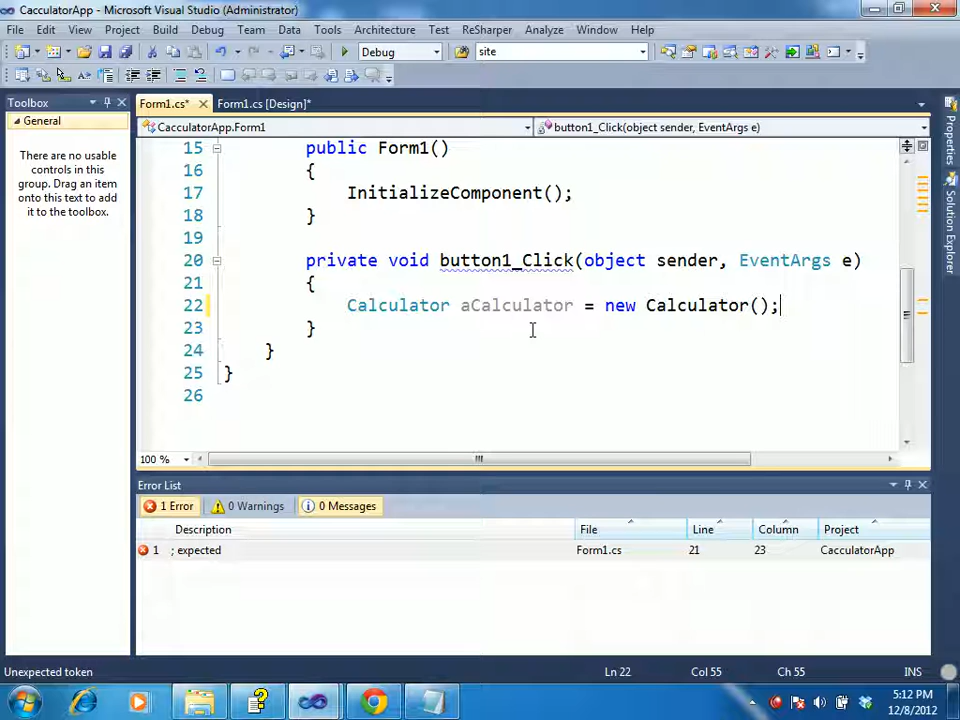 CacculatorApp - Microsoft Visual Studio (Administrator)
File Edit View Project Build Debug Team Data Tools Architecture Test ReSharper Analyze Window Help
Debug site
Toolbox
Form1.cs* Form1.cs [Design]*
General
CacculatorApp.Form1 button1_Click(object sender, EventArgs e)
There are no usable
controls in this
group. Drag an item
onto this text to add
it to the toolbox.
15 public Form1()
16 {
17 InitializeComponent();
18 }
19
20 private void button1_Click(object sender, EventArgs e)
21 {
22 Calculator aCalculator = new Calculator();
23 }
24 }
25 }
26
100 %
Properties
Solution Explorer
Error List
1 Error 0 Warnings 0 Messages
Description File Line Column Project
1 ; expected Form1.cs 21 23 CacculatorApp
Unexpected token Ln 22 Col 55 Ch 55 INS
5:12 PM
12/8/2012